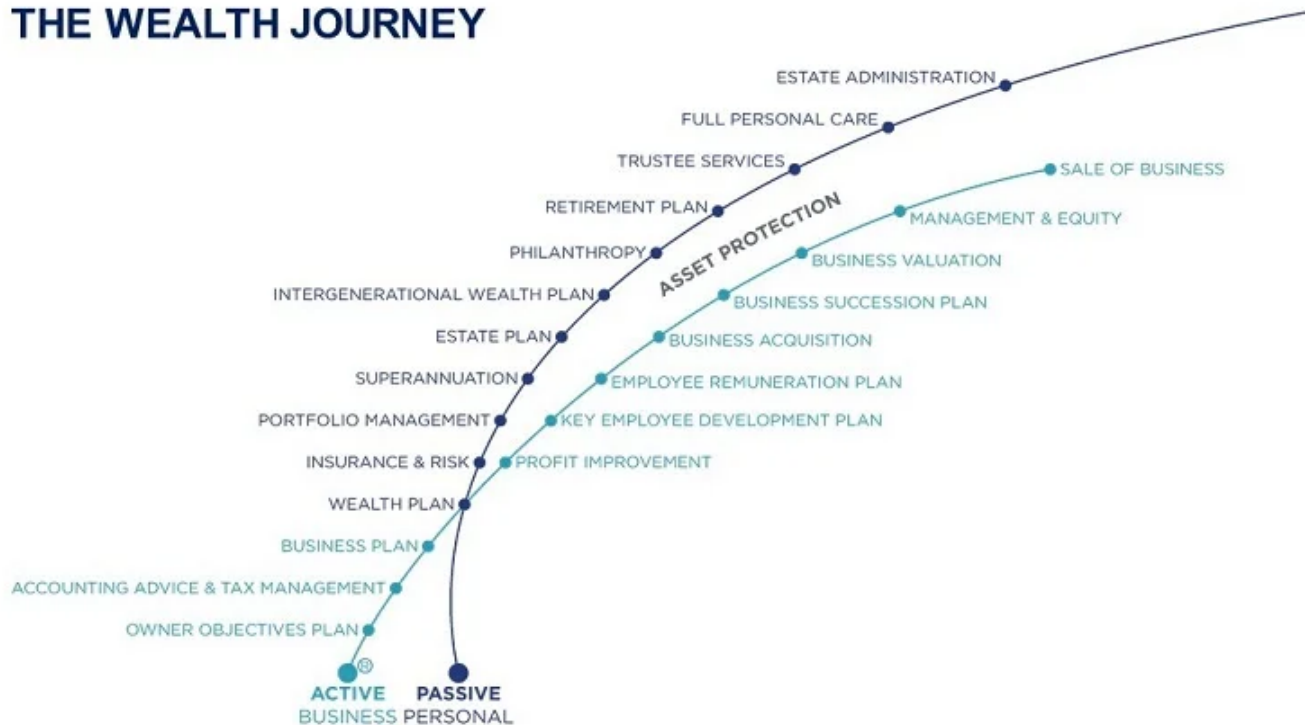 THE WEALTH JOURNEY
ESTATE ADMINISTRATION
FULL PERSONAL CARE
TRUSTEE SERVICES
RETIREMENT PLAN
PHILANTHROPY
INTERGENERATIONAL WEALTH PLAN
ESTATE PLAN
SUPERANNUATION
PORTFOLIO MANAGEMENT
INSURANCE & RISK
WEALTH PLAN
BUSINESS PLAN
ACCOUNTING ADVICE & TAX MANAGEMENT
OWNER OBJECTIVES PLAN
ASSET PROTECTION
SALE OF BUSINESS
MANAGEMENT & EQUITY
BUSINESS VALUATION
BUSINESS SUCCESSION PLAN
BUSINESS ACQUISITION
EMPLOYEE REMUNERATION PLAN
KEY EMPLOYEE DEVELOPMENT PLAN
PROFIT IMPROVEMENT
®
ACTIVE PASSIVE
BUSINESS PERSONAL